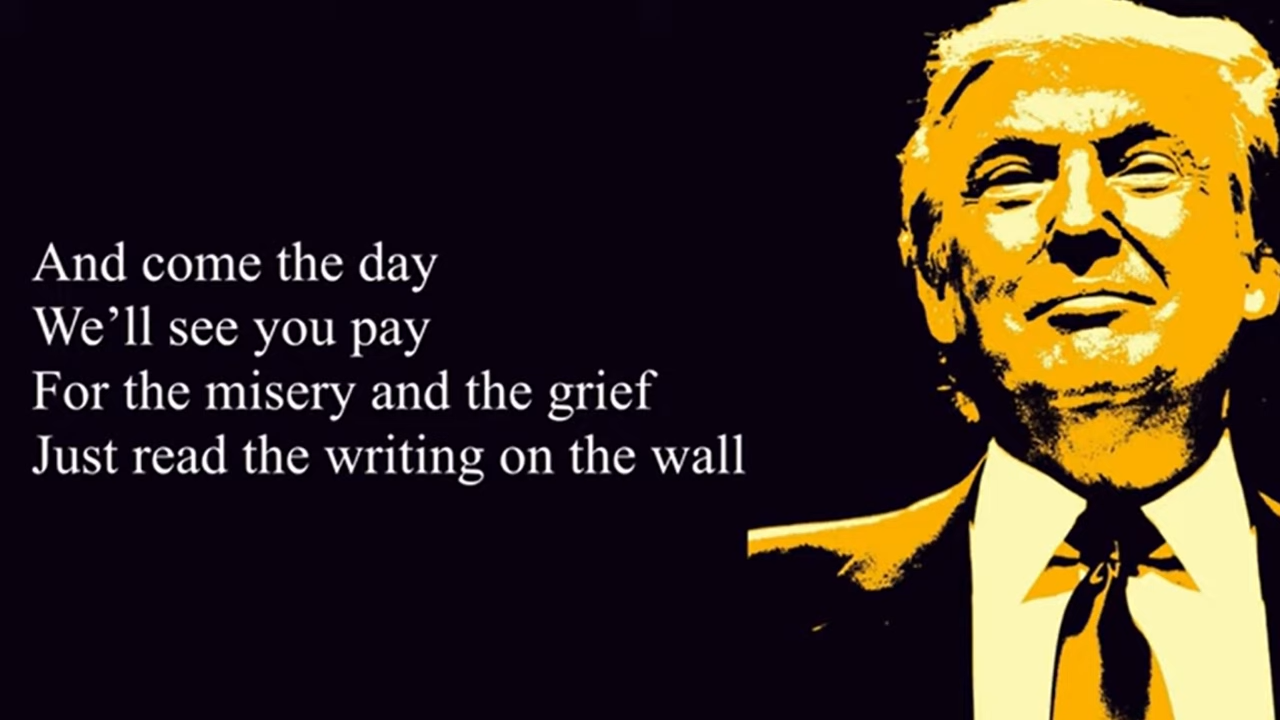 And come the day
We’ll see you pay
For the misery and the grief
Just read the writing on the wall